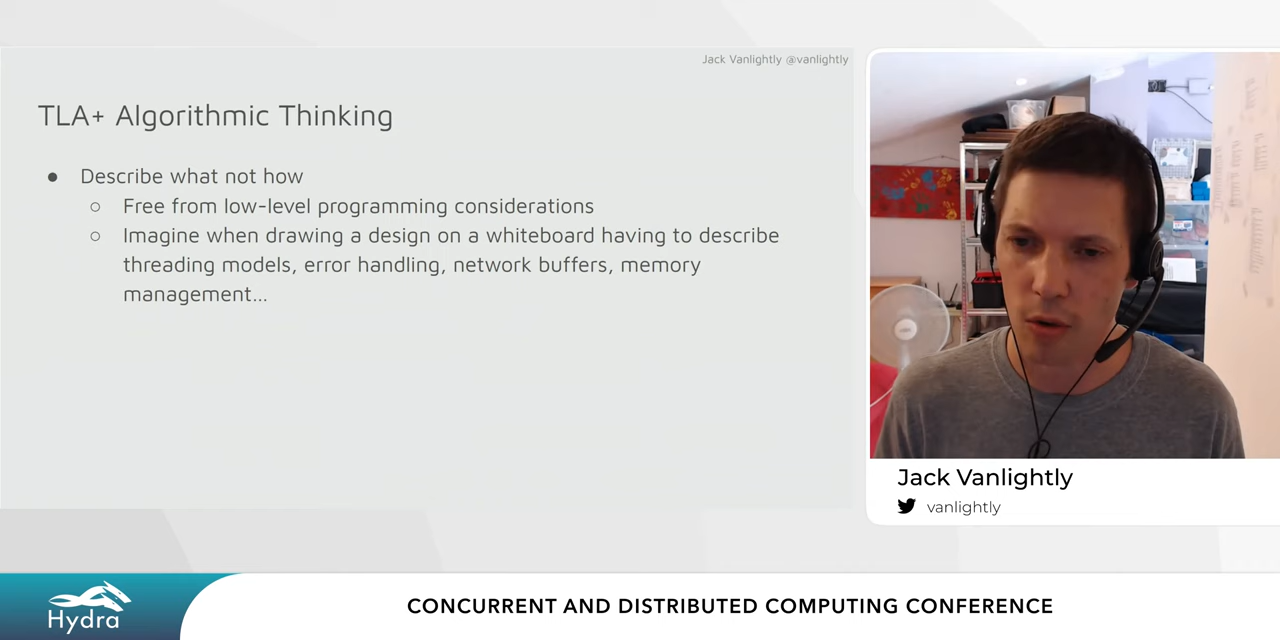 Jack Vanlightly @vanlightly
TLA+ Algorithmic Thinking
● Describe what not how
○ Free from low-level programming considerations
○ Imagine when drawing a design on a whiteboard having to describe
threading models, error handling, network buffers, memory
management...
Jack Vanlightly
vanlightly
Hydra
CONCURRENT AND DISTRIBUTED COMPUTING CONFERENCE